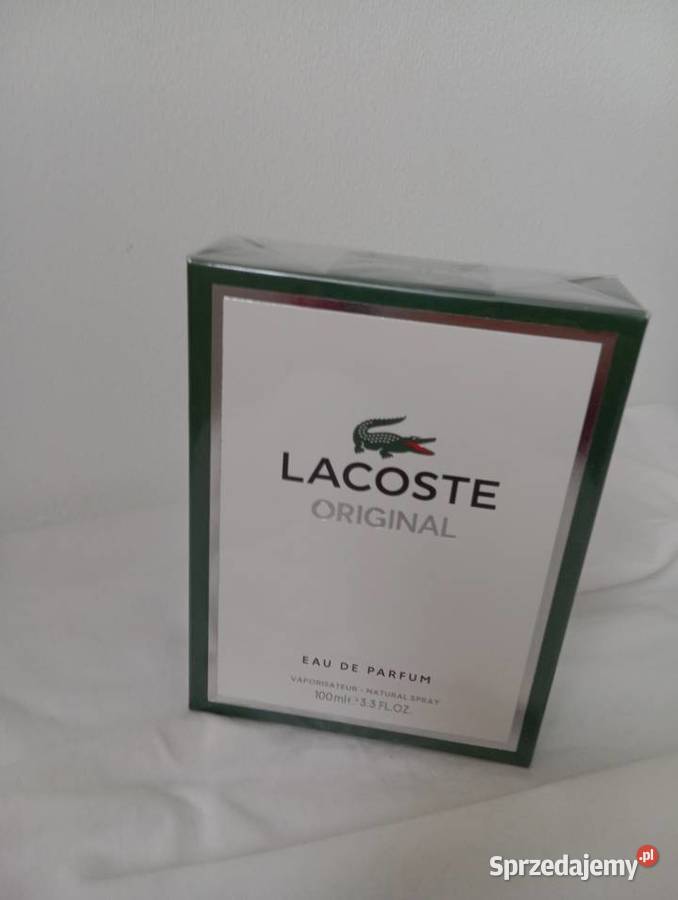 LACOSTE
ORIGINAL
EAU DE PARFUM
VAPORISATEUR - NATURAL SPRAY
100ml℮ 3.3 FL.OZ.
Sprzedajemy.pl